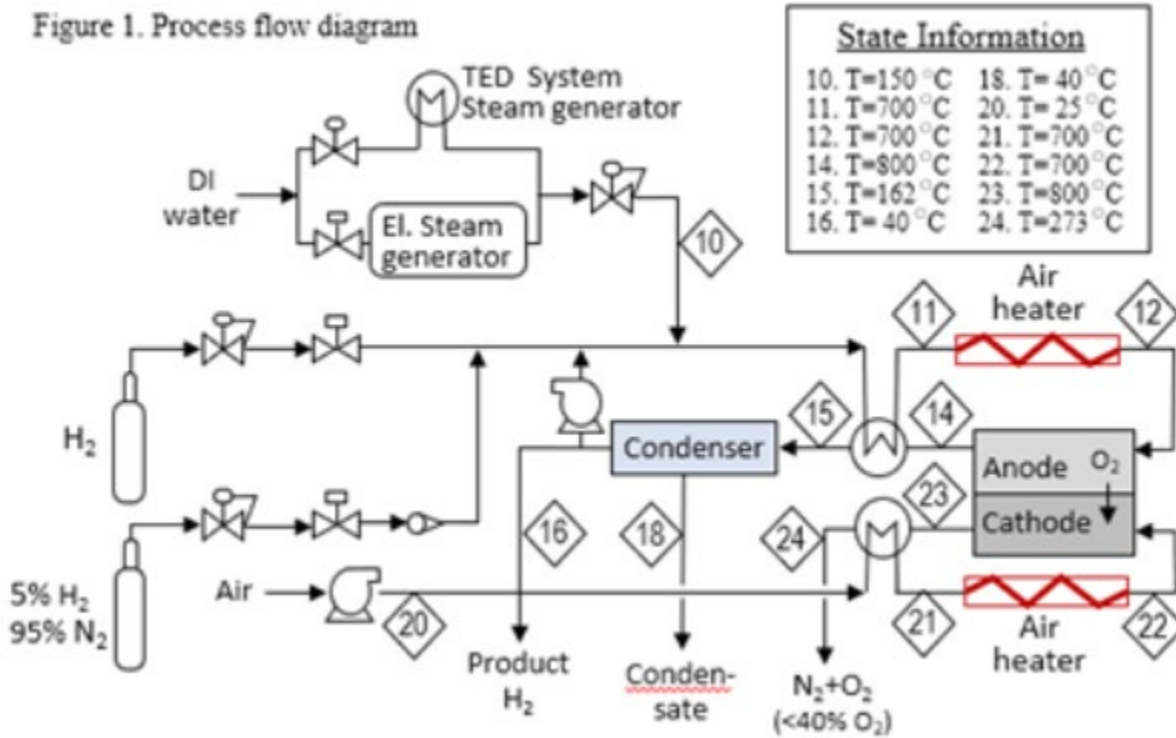 Figure 1. Process flow diagram
State Information
10. T=150 °C 18. T= 40 °C
11. T=700 °C 20. T= 25 °C
12. T=700 °C 21. T=700 °C
14. T=800 °C 22. T=700 °C
15. T=162 °C 23. T=800 °C
16. T= 40 °C 24. T=273 °C
TED System
Steam generator
DI
water
El. Steam
generator
10
Air
heater
11
12
H₂
15
14
Condenser
Anode O₂
Cathode
23
16
18
24
5% H₂
95% N₂
Air
20
21
22
Air
heater
Product
H₂
Conden-
sate
N₂+O₂
(<40% O₂)